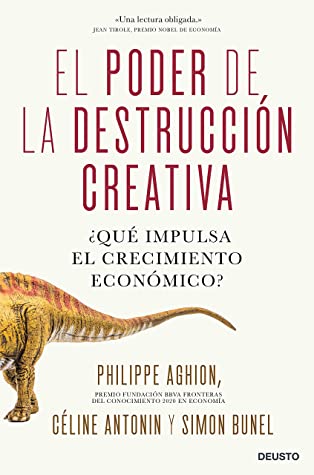 «Una lectura obligada.»
JEAN TIROLE, PREMIO NOBEL DE ECONOMÍA
EL PODER DE
LA DESTRUCCIÓN
CREATIVA
¿QUÉ IMPULSA
EL CRECIMIENTO
ECONÓMICO?
PHILIPPE AGHION,
PREMIO FUNDACIÓN BBVA FRONTERAS
DEL CONOCIMIENTO 2020 EN ECONOMÍA
CÉLINE ANTONIN Y SIMON BUNEL
DEUSTO